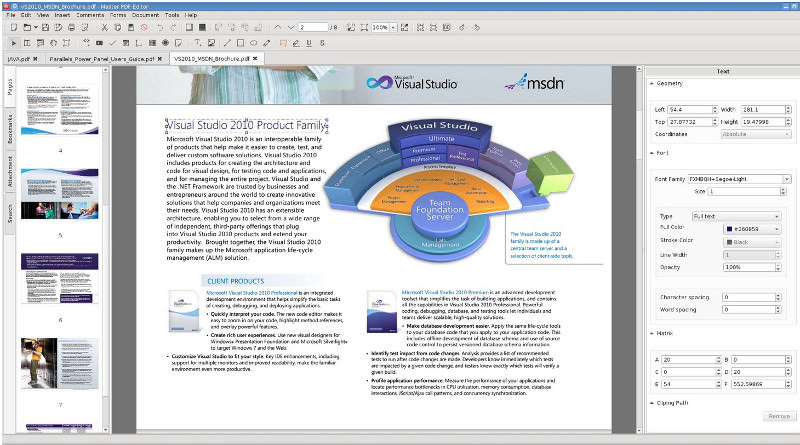 VS2010_MSDN_Brochure.pdf - Master PDF Editor
File Edit View Insert Comments Forms Document Tools Help
2 / 8 100%
JAVA.pdf Parallels_Power_Panel_Users_Guide.pdf VS2010_MSDN_Brochure.pdf
Pages
Bookmarks
Attachment
Search
4
5
6
7
Microsoft
Visual Studio
msdn
Visual Studio 2010 Product Family
Microsoft Visual Studio 2010 is an interoperable family
of products that help make it easier to create, test, and
deliver custom software solutions. Visual Studio 2010
includes products for creating the architecture and
code for visual design, for testing code and applications,
and for managing the entire project. Visual Studio and
the .NET Framework are trusted by businesses and
entrepreneurs around the world to create innovative
solutions that help companies and organizations meet
their needs. Visual Studio 2010 has an extensible
architecture, enabling you to select from a wide range
of independent, third-party offerings that plug
into Visual Studio 2010 products and extend your
productivity. Brought together, the Visual Studio 2010
family makes up the Microsoft application life-cycle
management (ALM) solution.
Visual Studio
Ultimate
Premium
Professional
Test
Professional
Process Template
Project
Management
Reporting
Team
Foundation
Server
Lab
Management
The Visual Studio 2010
family is made up of a
central team server and a
selection of client-side tools.
CLIENT PRODUCTS
Microsoft Visual Studio 2010 Professional is an integrated
development environment that helps simplify the basic tasks
of creating, debugging, and deploying applications.
• Quickly interpret your code. The new code editor makes it
easy to zoom in on your code, highlight method references,
and overlay powerful features.
• Create rich user experiences. Use new visual designers for
Windows Presentation Foundation and Microsoft Silverlight
to target Windows 7 and the Web.
• Customize Visual Studio to fit your style. Key IDE enhancements, including
support for multiple monitors and improved readability, make the familiar
environment even more productive.
Microsoft Visual Studio 2010 Premium is an advanced development
toolset that simplifies the task of building applications, and contains
all the capabilities in Visual Studio 2010 Professional. Powerful
coding, debugging, database, and testing tools let individuals and
teams deliver scalable, high-quality solutions.
• Make database development easier. Apply the same life-cycle tools
to your database code that you apply to your application code. This
includes offline development of database schema and use of source
code control to persist versioned database schema information.
• Identify test impact from code changes. Analysis provides a list of recommended
tests to run after code changes are made. Developers know immediately which tests
are impacted by a given code change, and testers know exactly which tests will verify a
given build.
• Profile application performance. Measure the performance of your applications and
locate performance bottlenecks in CPU utilization, memory consumption, database
interactions, JScript/Ajax call patterns, and concurrency synchronization.
Text
Geometry
Left 54.4 Width 281.1
Top 27.87732 Height 19.47998
Coordinates Absolute
Font
Font Family FXMBQH+Segoe-Light
Size 1
Type Full text
Full Color #260859
Stroke Color Black
Line Width 1
Opacity 100%
Character spacing 0
Word spacing 0
Matrix
A 20 B 0
C 0 D 20
E 54 F 552.59869
Cliping Path
Remove